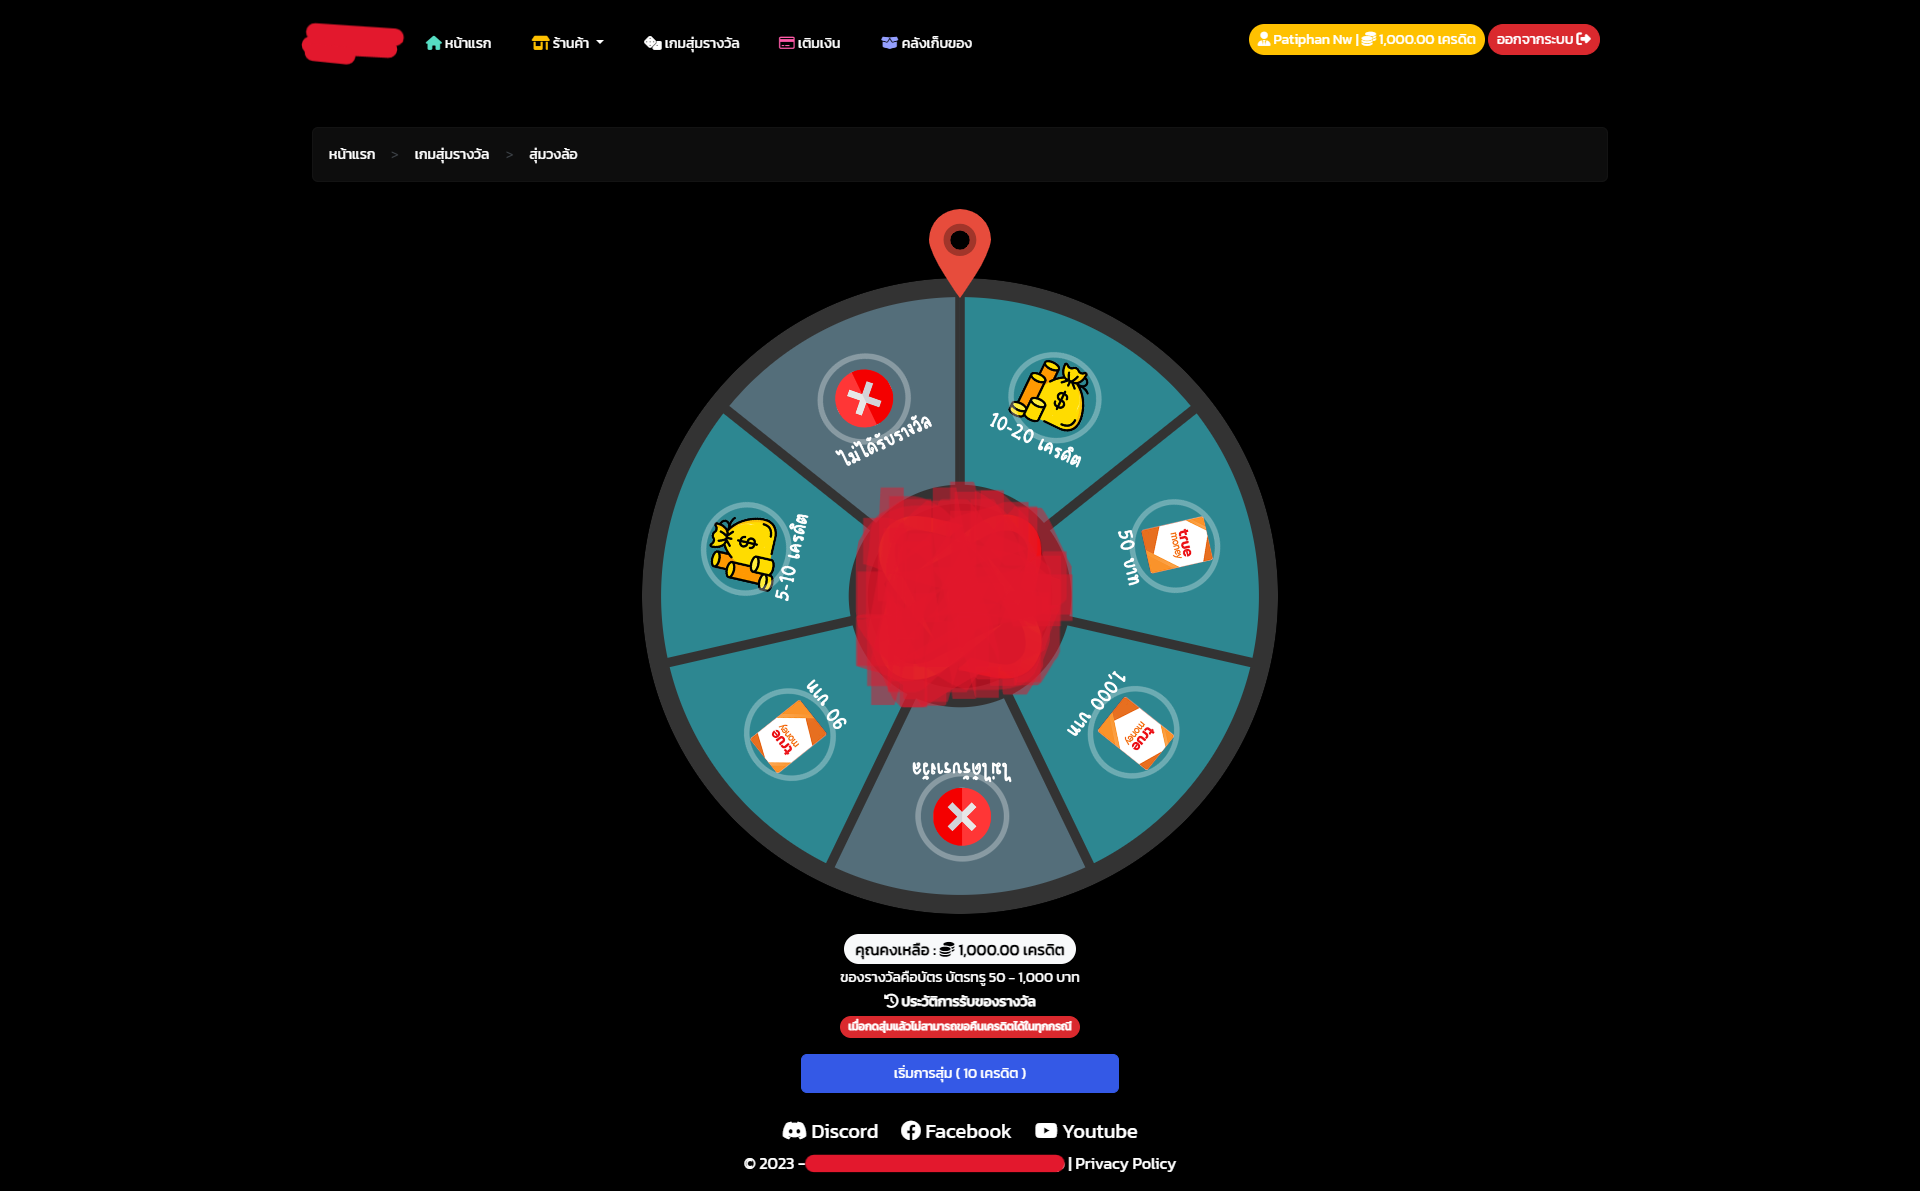 หน้าแรก
ร้านค้า
เกมสุ่มรางวัล
เติมเงิน
คลังเก็บของ
Patiphan Nw | 1,000.00 เครดิต
ออกจากระบบ
หน้าแรก > เกมสุ่มรางวัล > สุ่มวงล้อ
ไม่ได้รับรางวัล
10-20 เครดิต
5-10 เครดิต
50 บาท
true money
90 บาท
true money
1,000 บาท
true money
ไม่ได้รับรางวัล
คุณคงเหลือ : 1,000.00 เครดิต
ของรางวัลคือบัตร บัตรทรู 50 - 1,000 บาท
ประวัติการรับของรางวัล
เมื่อกดสุ่มแล้วไม่สามารถขอคืนเครดิตได้ในทุกกรณี
เริ่มการสุ่ม ( 10 เครดิต )
Discord
Facebook
Youtube
© 2023 -
| Privacy Policy